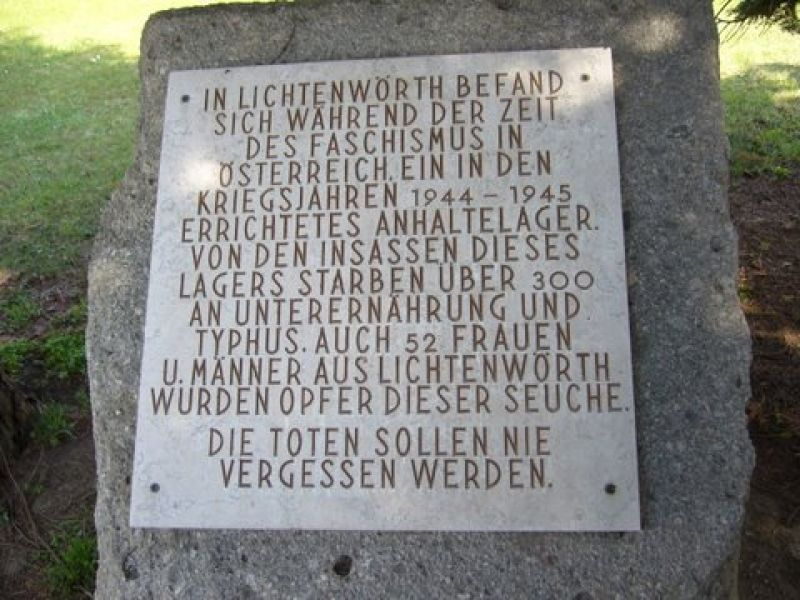 IN LICHTENWÖRTH BEFAND
SICH WÄHREND DER ZEIT
DES FASCHISMUS IN
ÖSTERREICH, EIN IN DEN
KRIEGSJAHREN 1944 – 1945
ERRICHTETES ANHALTELAGER.
VON DEN INSASSEN DIESES
LAGERS STARBEN ÜBER 300
AN UNTERERNÄHRUNG UND
TYPHUS. AUCH 52 FRAUEN
U. MÄNNER AUS LICHTENWÖRTH
WURDEN OPFER DIESER SEUCHE.
DIE TOTEN SOLLEN NIE
VERGESSEN WERDEN.